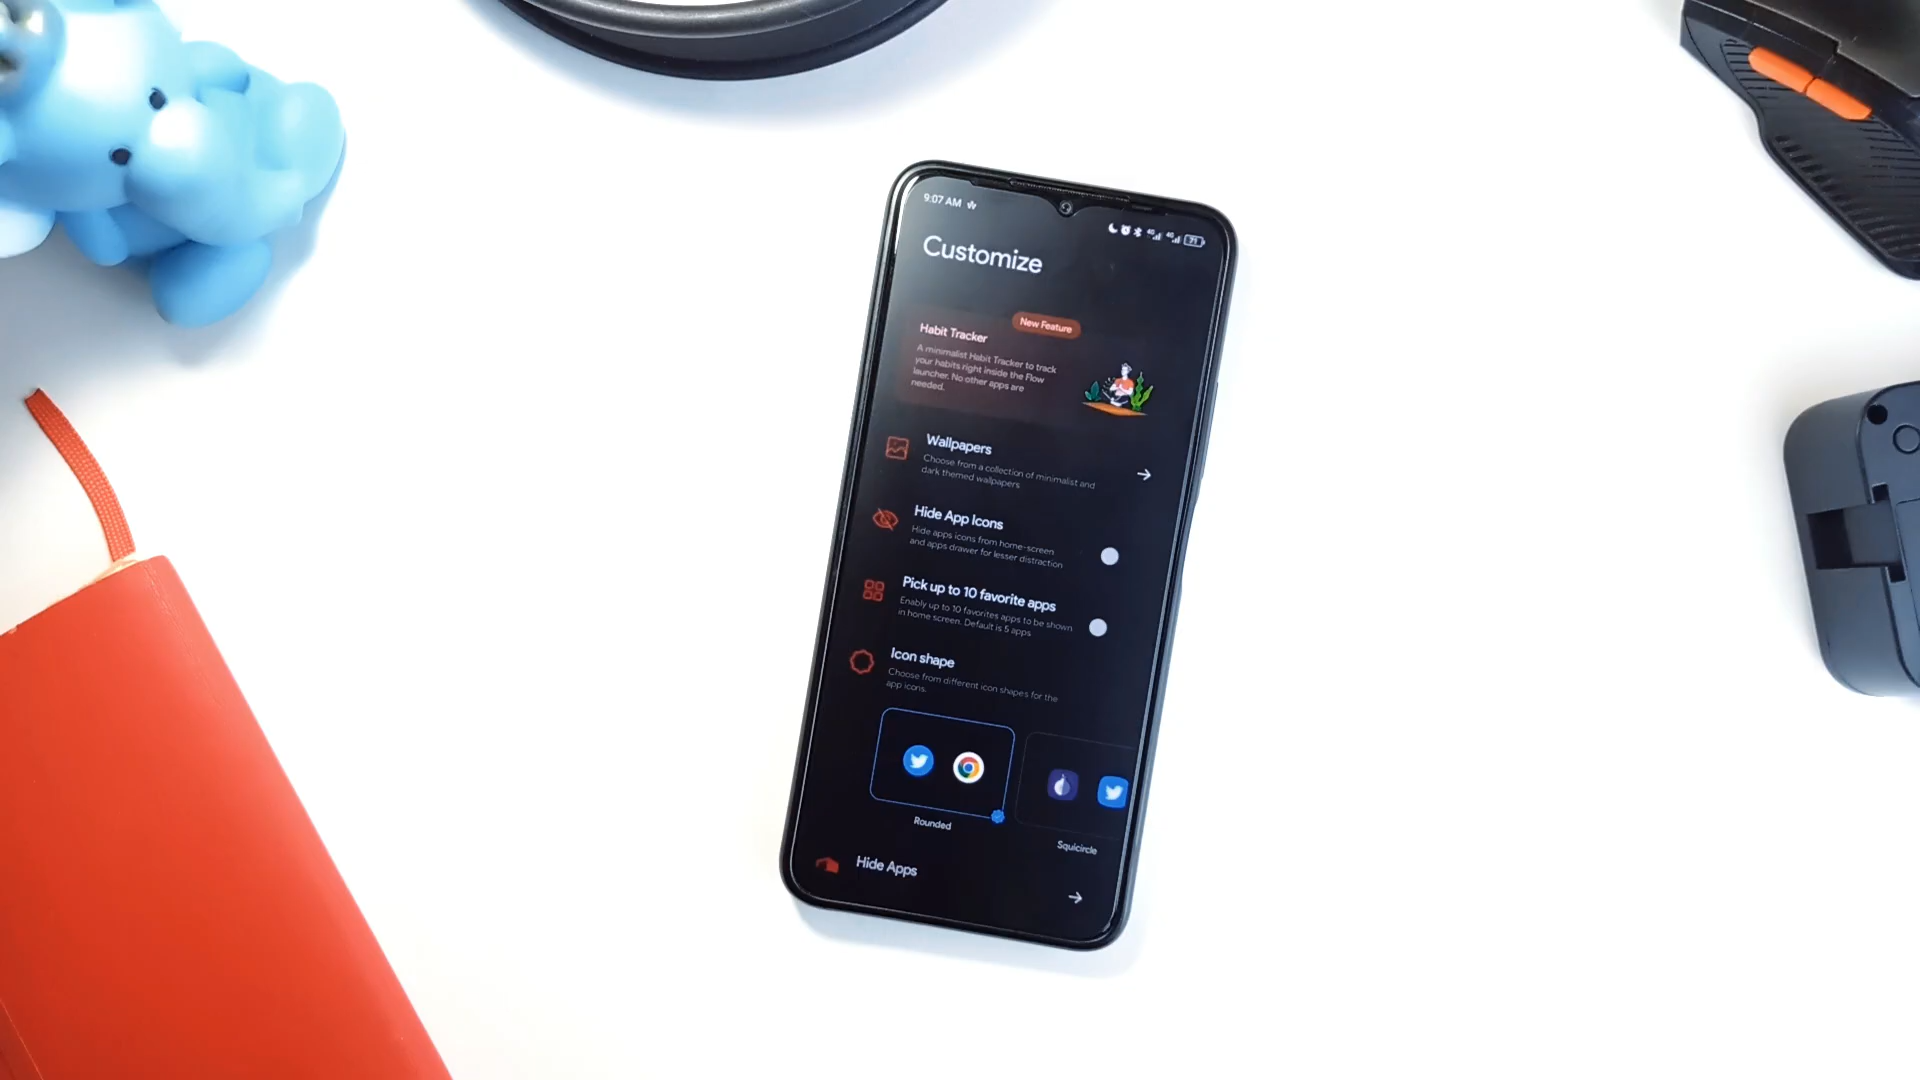 9:07 AM
4G 4G 71
Customize
New Feature
Habit Tracker
A minimalist Habit Tracker to track
your habits right inside the Flow
launcher. No other apps are
needed.
Wallpapers
Choose from a collection of minimalist and
dark themed wallpapers
Hide App Icons
Hide apps icons from home-screen
and apps drawer for lesser distraction
Pick up to 10 favorite apps
Enably up to 10 favorites apps to be shown
in home screen. Default is 5 apps
Icon shape
Choose from different icon shapes for the
app icons.
Rounded
Squicircle
Hide Apps